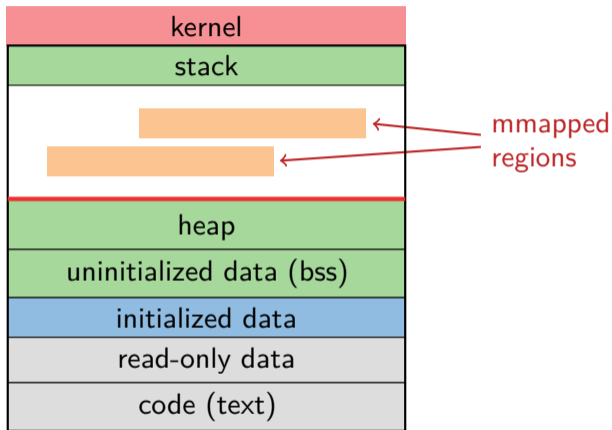 kernel
stack
mmapped
regions
heap
uninitialized data (bss)
initialized data
read-only data
code (text)